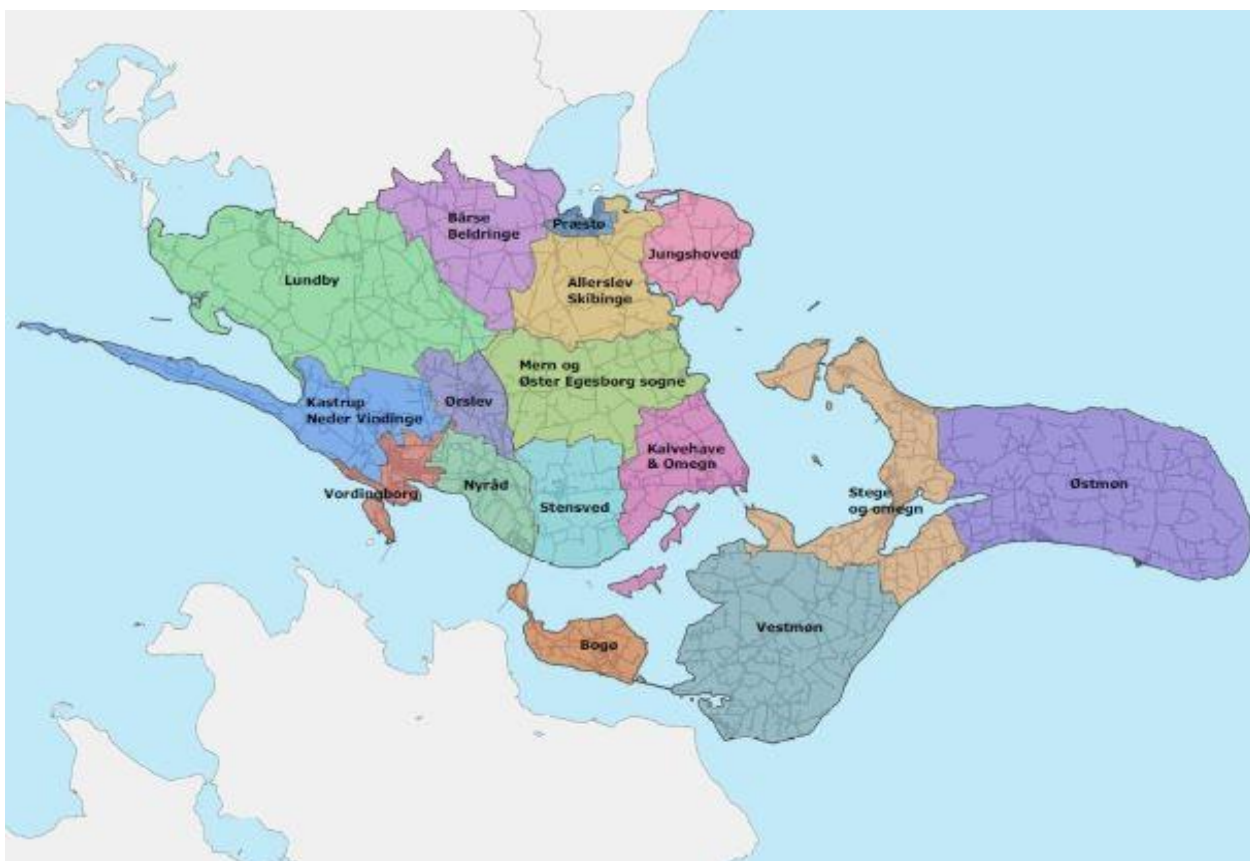 Bårse
Beldringe
Præstø
Jungshoved
Lundby
Allerslev
Skibinge
Mern og
Øster Egesborg sogne
Kastrup
Neder Vindinge
Ørslev
Kalvehave
& Omegn
Vordingborg
Nyråd
Stensved
Stege
og omegn
Østmøn
Vestmøn
Bogø